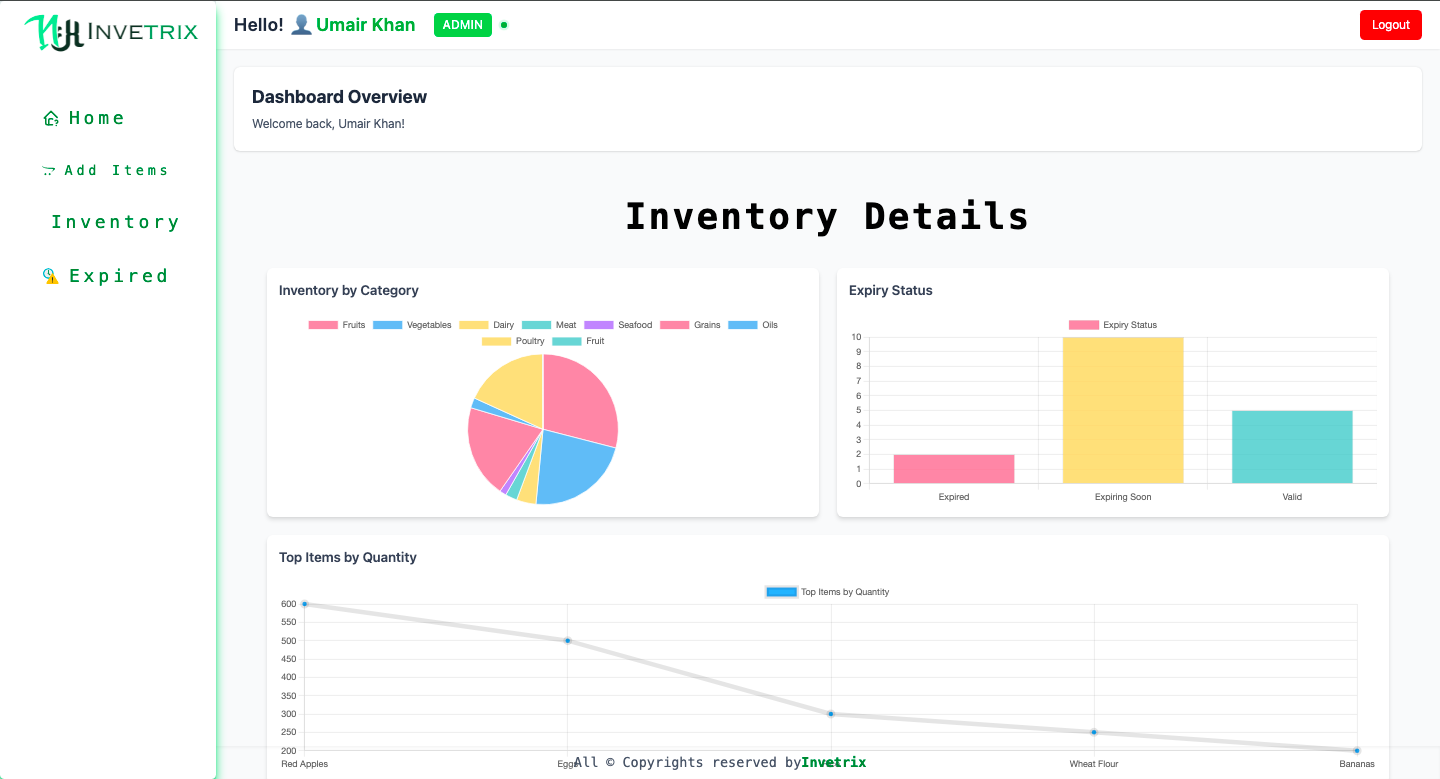 INVETRIX
Hello! Umair Khan ADMIN
Logout
Home
Add Items
Inventory
Expired
Dashboard Overview
Welcome back, Umair Khan!
Inventory Details
Inventory by Category
Fruits Vegetables Dairy Meat Seafood Grains Oils
Poultry Fruit
Expiry Status
Expiry Status
10
9
8
7
6
5
4
3
2
1
0
Expired Expiring Soon Valid
Top Items by Quantity
Top Items by Quantity
600
550
500
450
400
350
300
250
200
Red Apples Wheat Flour Bananas
All © Copyrights reserved by Invetrix